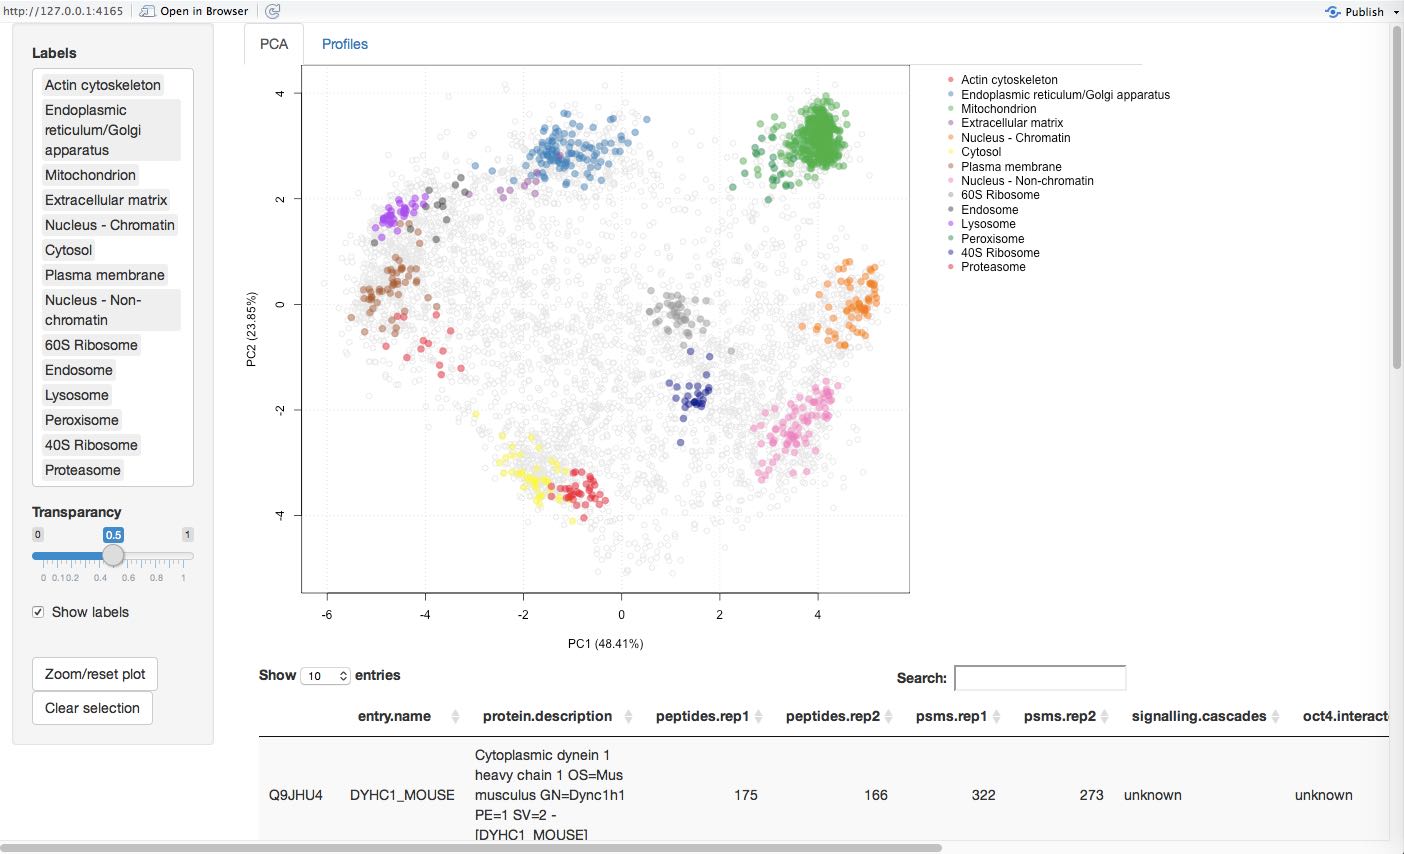 http://127.0.0.1:4165 Open in Browser Publish
Labels
Actin cytoskeleton
Endoplasmic
reticulum/Golgi
apparatus
Mitochondrion
Extracellular matrix
Nucleus - Chromatin
Cytosol
Plasma membrane
Nucleus - Non-
chromatin
60S Ribosome
Endosome
Lysosome
Peroxisome
40S Ribosome
Proteasome
Transparency
0 0.5 1
0 0.1 0.2 0.4 0.6 0.8 1
Show labels
Zoom/reset plot
Clear selection
PCA Profiles
4
2
0
-2
-4
PC2 (23.85%)
-6 -4 -2 0 2 4
PC1 (48.41%)
Actin cytoskeleton
Endoplasmic reticulum/Golgi apparatus
Mitochondrion
Extracellular matrix
Nucleus - Chromatin
Cytosol
Plasma membrane
Nucleus - Non-chromatin
60S Ribosome
Endosome
Lysosome
Peroxisome
40S Ribosome
Proteasome
Show 10 entries Search:
entry.name protein.description peptides.rep1 peptides.rep2 psms.rep1 psms.rep2 signalling.cascades oct4.interact
Cytoplasmic dynein 1
heavy chain 1 OS=Mus
Q9JHU4 DYHC1_MOUSE musculus GN=Dync1h1 175 166 322 273 unknown unknown
PE=1 SV=2 -
[DYHC1_MOUSE]